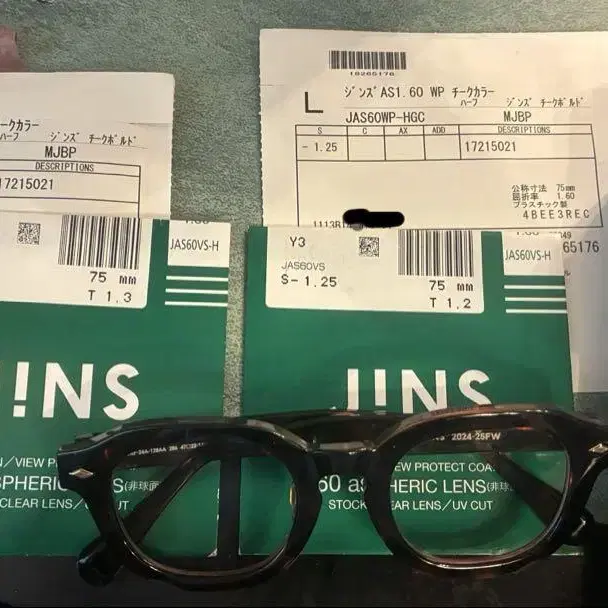 ークカラー
ハーフ ジンズ チークボルド
MJBP
DESCRIPTIONS
17215021
18265176
L
ジンズAS1.60 WP チークカラー
ハーフ ジンズ チークボルド
JAS60WP-HGC MJBP
S C AX ADD DESCRIPTIONS
- 1.25 17215021
公称寸法 75㎜
屈折率 1.60
プラスチック製
4BEE3REC
65176
JAS60VS-H
75 mm
T 1.3
Y3
JAS60VS
S- 1.25
75 mm
T 1.2
JAS60VS-H
!NS
JINS
2024-25FW
N/VIEW P
SPHERIC
S(非球面
CLEAR LENS/UV CUT
EW PROTECT COA
60 aSPHERIC LENS(非球
STOCK CLEAR LENS/UV CUT